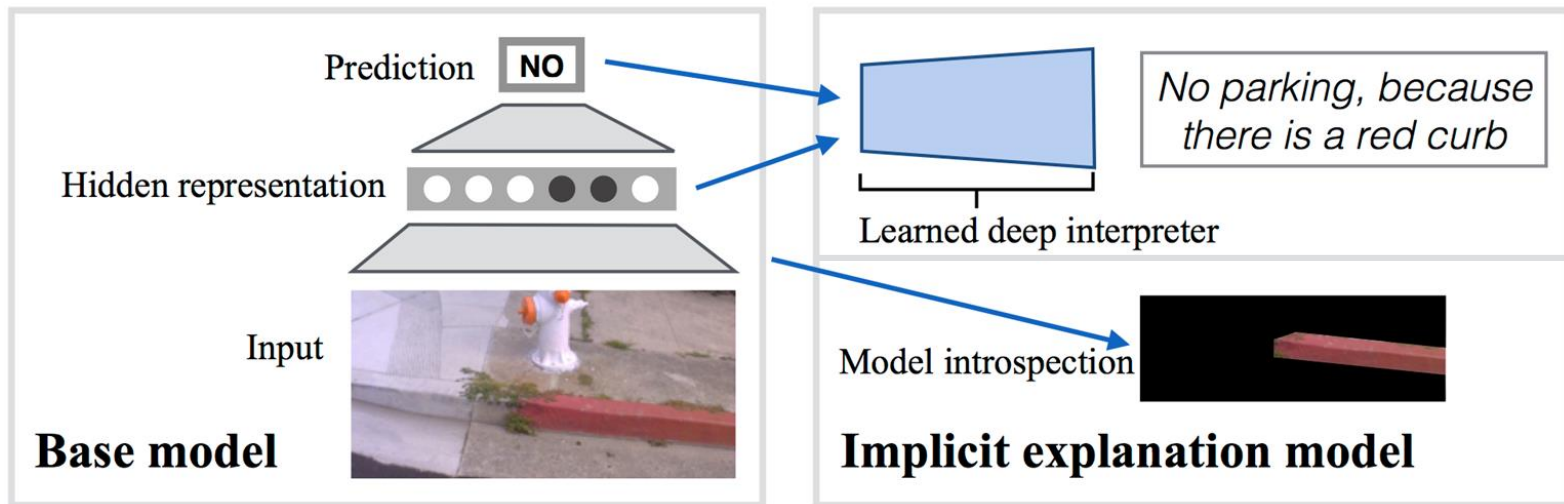 Prediction
NO
Hidden representation
Input
Base model
No parking, because
there is a red curb
Learned deep interpreter
Model introspection
Implicit explanation model